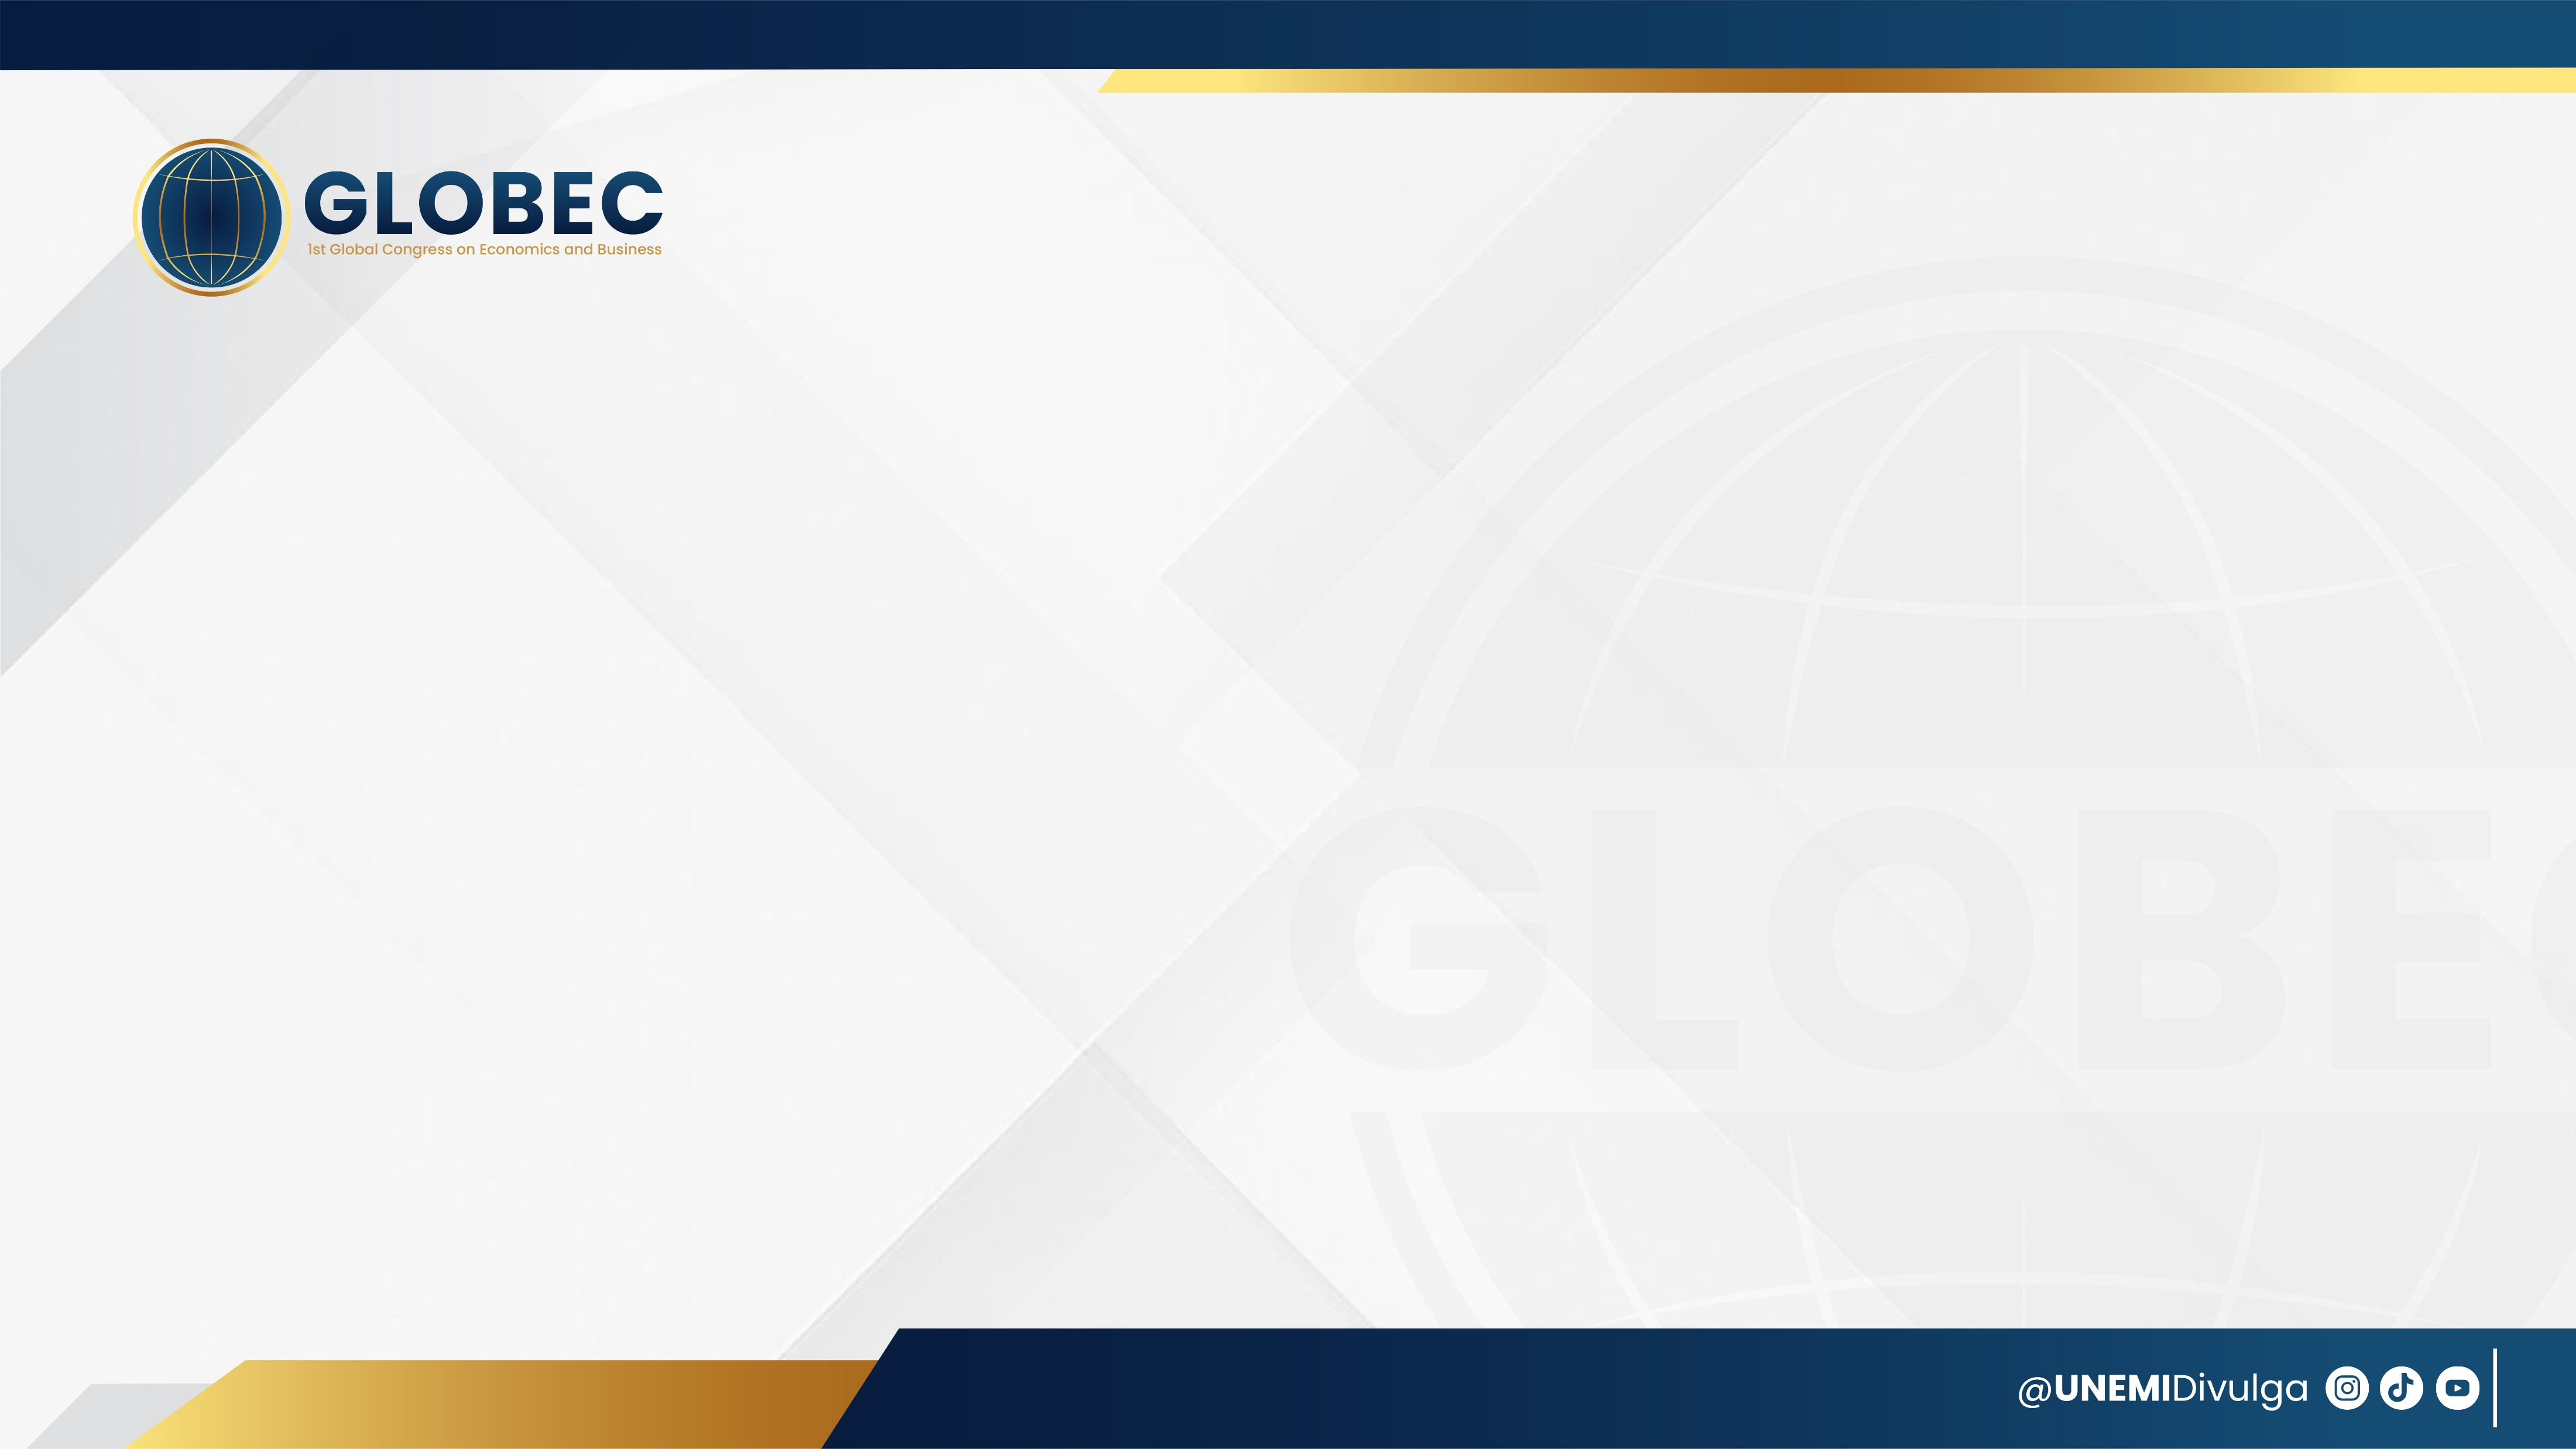 GLOBEC
1st Global Congress on Economics and Business
GLOBEC
@UNEMIDivulga